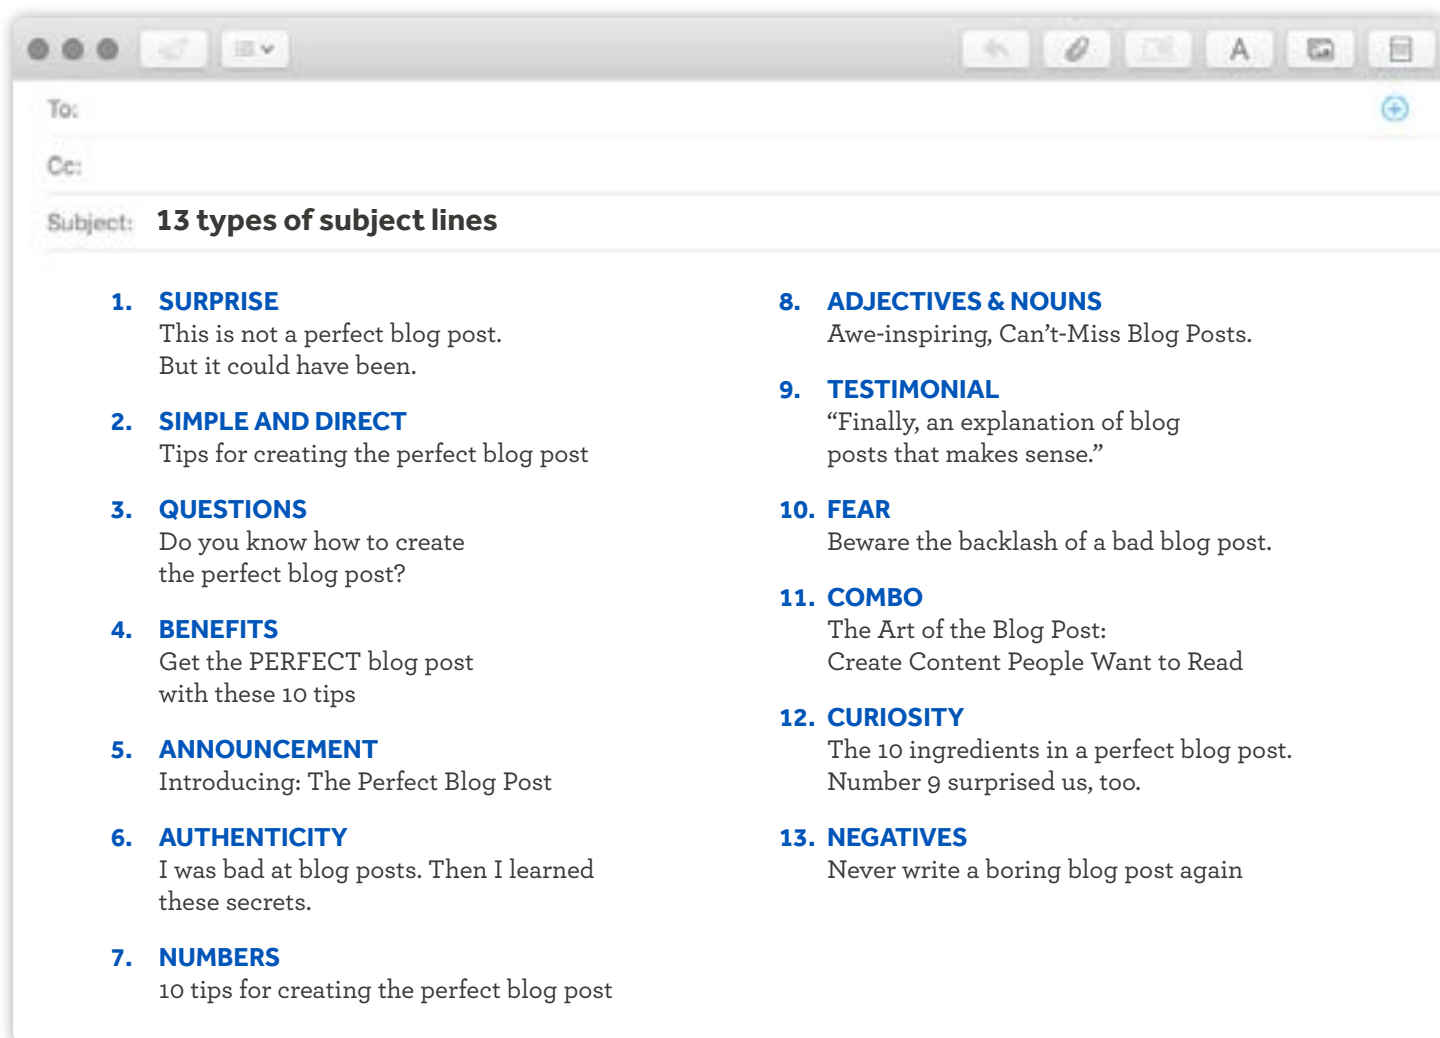 To:
Cc:
Subject: 13 types of subject lines
1. SURPRISE
This is not a perfect blog post.
But it could have been.
2. SIMPLE AND DIRECT
Tips for creating the perfect blog post
3. QUESTIONS
Do you know how to create
the perfect blog post?
4. BENEFITS
Get the PERFECT blog post
with these 10 tips
5. ANNOUNCEMENT
Introducing: The Perfect Blog Post
6. AUTHENTICITY
I was bad at blog posts. Then I learned
these secrets.
7. NUMBERS
10 tips for creating the perfect blog post
8. ADJECTIVES & NOUNS
Awe-inspiring, Can’t-Miss Blog Posts.
9. TESTIMONIAL
“Finally, an explanation of blog
posts that makes sense.”
10. FEAR
Beware the backlash of a bad blog post.
11. COMBO
The Art of the Blog Post:
Create Content People Want to Read
12. CURIOSITY
The 10 ingredients in a perfect blog post.
Number 9 surprised us, too.
13. NEGATIVES
Never write a boring blog post again